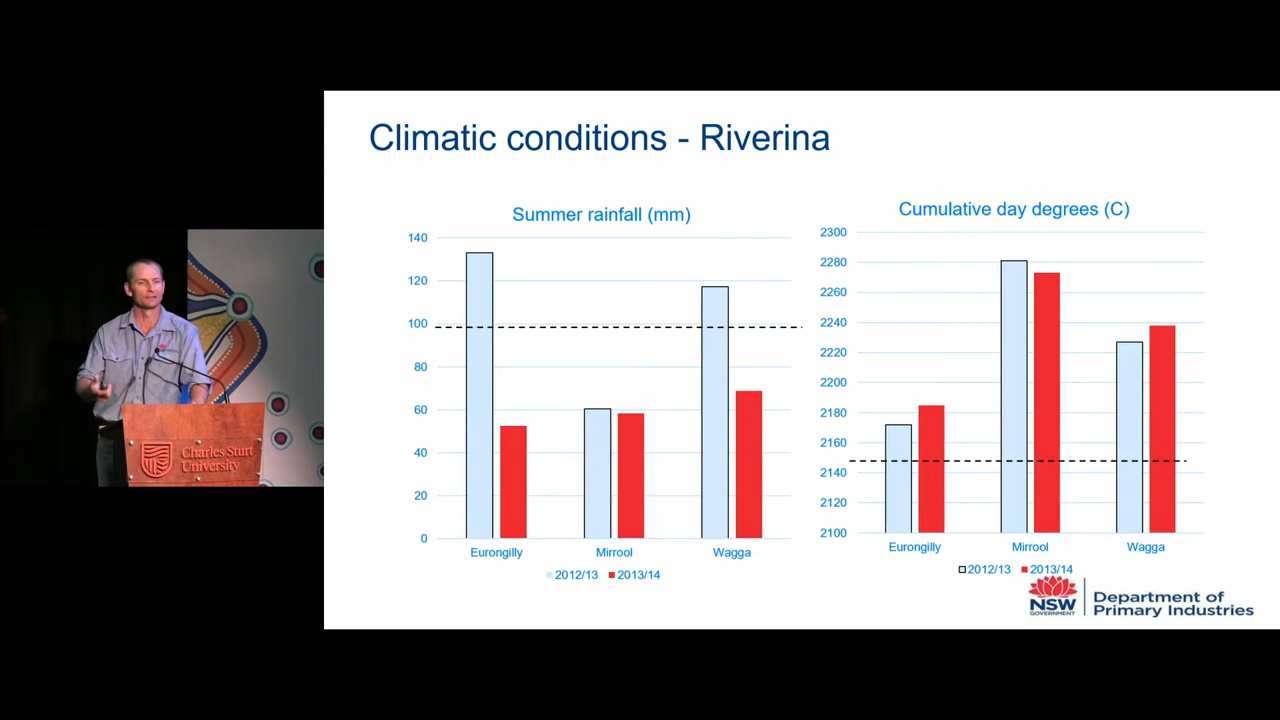 Climatic conditions - Riverina
Summer rainfall (mm)
140
120
100
80
60
40
20
0
Eurongilly Mirrool Wagga
2012/13 2013/14
Cumulative day degrees (C)
2300
2280
2260
2240
2220
2200
2180
2160
2140
2120
2100
Eurongilly Mirrool Wagga
2012/13 2013/14
NSW
GOVERNMENT
Department of
Primary Industries
Charles Sturt
University